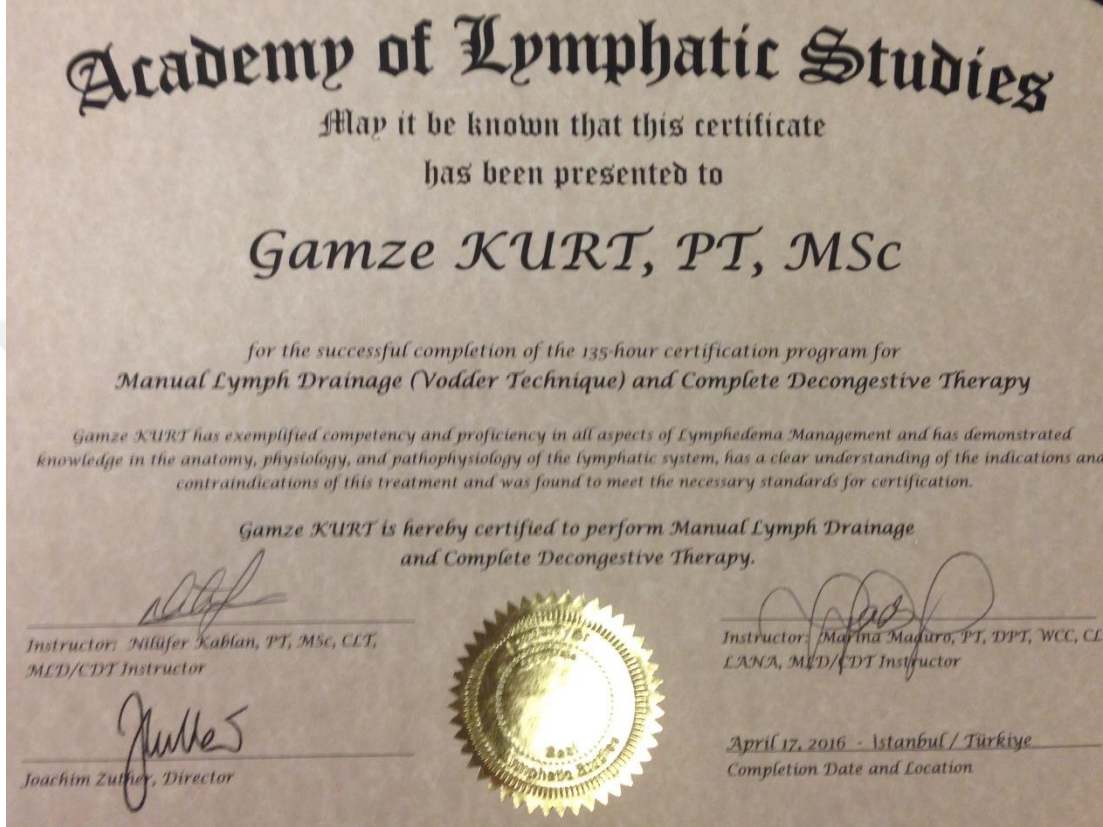 Academy of Lymphatic Studies
May it be known that this certificate
has been presented to
Gamze KURT, PT, MSc
for the successful completion of the 135-hour certification program for
Manual Lymph Drainage (Vodder Technique) and Complete Decongestive Therapy
Gamze KURT has exemplified competency and proficiency in all aspects of Lymphedema Management and has demonstrated
knowledge in the anatomy, physiology, and pathophysiology of the lymphatic system, has a clear understanding of the indications and
contraindications of this treatment and was found to meet the necessary standards for certification.
Gamze KURT is hereby certified to perform Manual Lymph Drainage
and Complete Decongestive Therapy.
Instructor: Nilüfer Kablan, PT, MSc, CLT,
MLD/CDT Instructor
Joachim Zuther, Director
Seal
Lymphatic Studies
Instructor: Marina Maduro, PT, DPT, WCC, CL
LANA, MLD/CDT Instructor
April 17, 2016 - İstanbul / Türkiye
Completion Date and Location